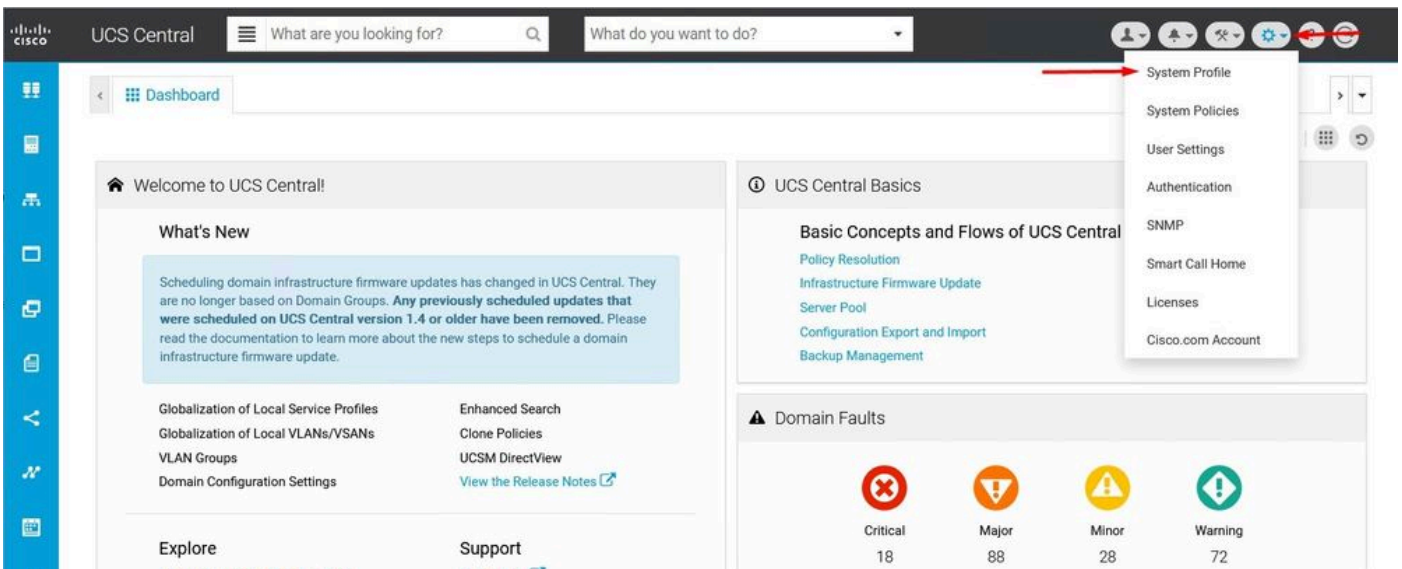 CISCO
UCS Central
What are you looking for?
What do you want to do?
System Profile
System Policies
User Settings
Authentication
SNMP
Smart Call Home
Licenses
Cisco.com Account
Dashboard
Welcome to UCS Central!
What's New
Scheduling domain infrastructure firmware updates has changed in UCS Central. They
are no longer based on Domain Groups. Any previously scheduled updates that
were scheduled on UCS Central version 1.4 or older have been removed. Please
read the documentation to learn more about the new steps to schedule a domain
infrastructure firmware update.
Globalization of Local Service Profiles
Globalization of Local VLANs/VSANs
VLAN Groups
Domain Configuration Settings
Enhanced Search
Clone Policies
UCSM DirectView
View the Release Notes
Explore
Support
UCS Central Basics
Basic Concepts and Flows of UCS Central
Policy Resolution
Infrastructure Firmware Update
Server Pool
Configuration Export and Import
Backup Management
Domain Faults
Critical
18
Major
88
Minor
28
Warning
72